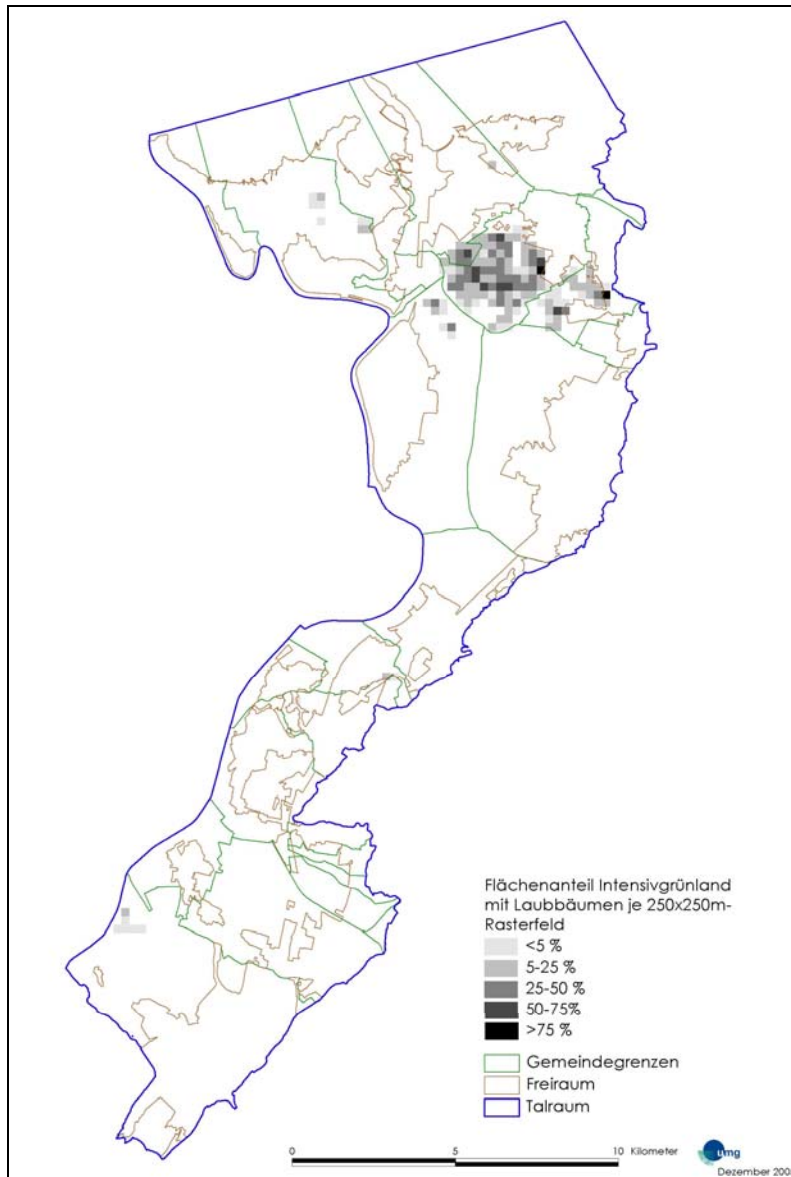 Flächenanteil Intensivgrünland
mit Laubbäumen je 250x250m-
Rasterfeld
<5 %
5-25 %
25-50 %
50-75%
>75 %
Gemeindegrenzen
Freiraum
Talraum
0 5 10 Kilometer
umg
Dezember